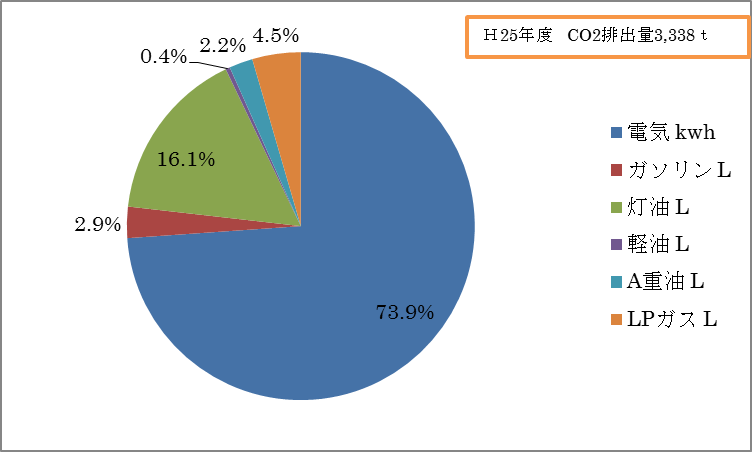 Ｈ25年度　CO2排出量3,338ｔ
4.5%
2.2%
0.4%
16.1%
2.9%
73.9%
電気 kwh
ガソリン L
灯油 L
軽油 L
A重油 L
LPガス L